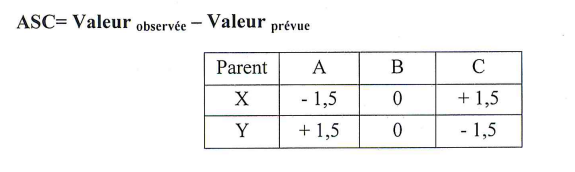 ASC= Valeur observée – Valeur prévue
Parent A B C
X - 1,5 0 + 1,5
Y + 1,5 0 - 1,5